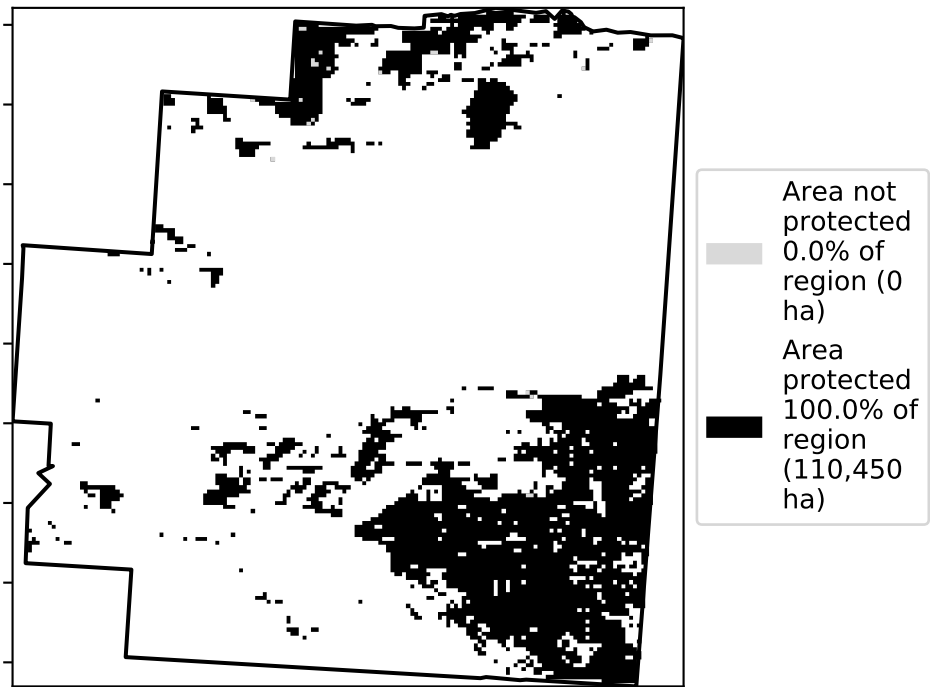 Area not
protected
0.0% of
region (0
ha)
Area
protected
100.0% of
region
(110,450
ha)